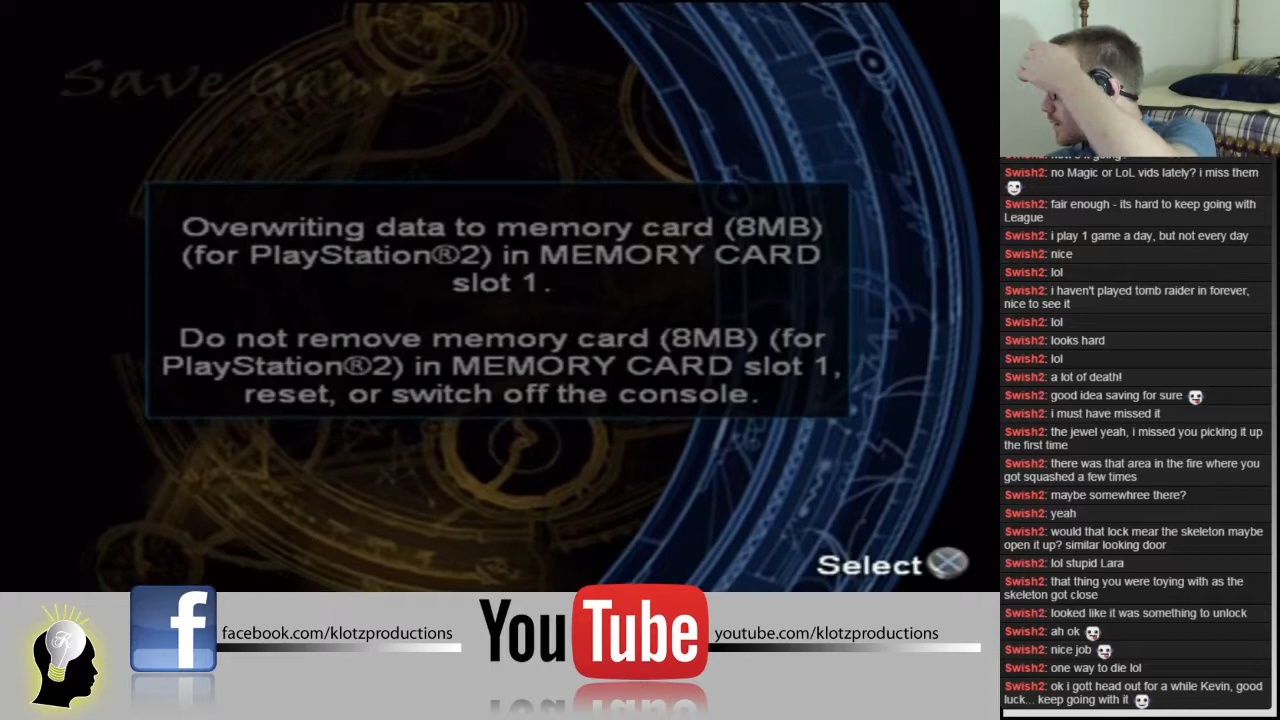 Save Game
Overwriting data to memory card (8MB)
(for PlayStation®2) in MEMORY CARD
slot 1.
Do not remove memory card (8MB) (for
PlayStation®2) in MEMORY CARD slot 1,
reset, or switch off the console.
Select
f
facebook.com/klotzproductions
YouTube
youtube.com/klotzproductions
Swish2: no Magic or LoL vids lately? i miss them
Swish2: fair enough - its hard to keep going with
League
Swish2: i play 1 game a day, but not every day
Swish2: nice
Swish2: lol
Swish2: i haven't played tomb raider in forever,
nice to see it
Swish2: lol
Swish2: looks hard
Swish2: lol
Swish2: a lot of death!
Swish2: good idea saving for sure
Swish2: i must have missed it
Swish2: the jewel yeah, i missed you picking it up
the first time
Swish2: there was that area in the fire where you
got squashed a few times
Swish2: maybe somewhree there?
Swish2: yeah
Swish2: would that lock mear the skeleton maybe
open it up? similar looking door
Swish2: lol stupid Lara
Swish2: that thing you were toying with as the
skeleton got close
Swish2: looked like it was something to unlock
Swish2: ah ok
Swish2: nice job
Swish2: one way to die lol
Swish2: ok i gott head out for a while Kevin, good
luck... keep going with it